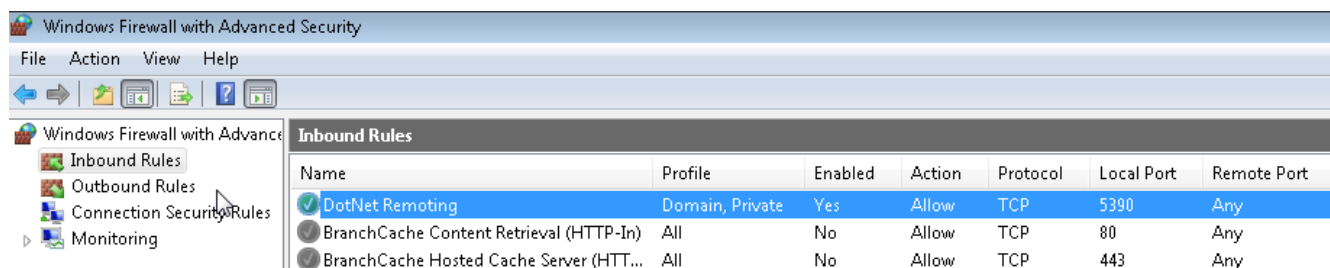 Windows Firewall with Advanced Security
File Action View Help
Windows Firewall with Advance
Inbound Rules
Outbound Rules
Connection Security Rules
Monitoring
Inbound Rules
Name Profile Enabled Action Protocol Local Port Remote Port
DotNet Remoting Domain, Private Yes Allow TCP 5390 Any
BranchCache Content Retrieval (HTTP-In) All No Allow TCP 80 Any
BranchCache Hosted Cache Server (HTT... All No Allow TCP 443 Any